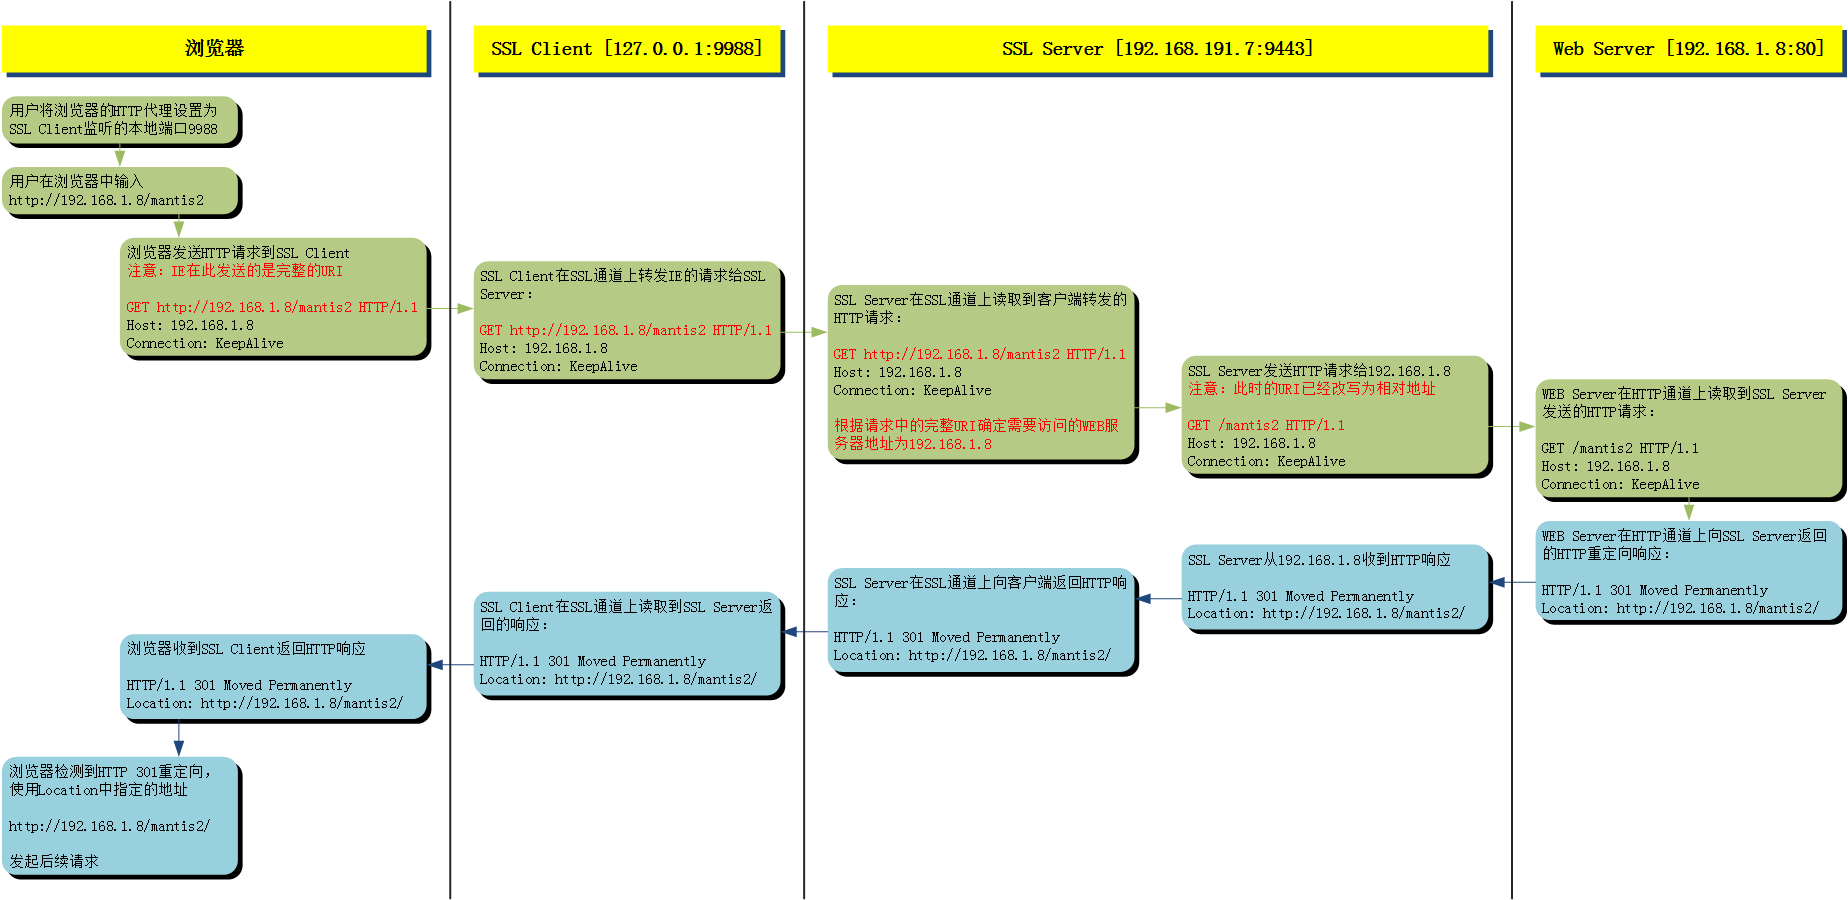 浏览器
SSL Client [127.0.0.1:9988]
SSL Server [192.168.191.7:9443]
Web Server [192.168.1.8:80]
用户将浏览器的HTTP代理设置为
SSL Client监听的本地端口9988
用户在浏览器中输入
http://192.168.1.8/mantis2
浏览器发送HTTP请求到SSL Client
注意：IE在此发送的是完整的URI
GET http://192.168.1.8/mantis2 HTTP/1.1
Host: 192.168.1.8
Connection: KeepAlive
SSL Client在SSL通道上转发IE的请求给SSL
Server：
GET http://192.168.1.8/mantis2 HTTP/1.1
Host: 192.168.1.8
Connection: KeepAlive
SSL Server在SSL通道上读取到客户端转发的
HTTP请求：
GET http://192.168.1.8/mantis2 HTTP/1.1
Host: 192.168.1.8
Connection: KeepAlive
根据请求中的完整URI确定需要访问的WEB服
务器地址为192.168.1.8
SSL Server发送HTTP请求给192.168.1.8
注意：此时的URI已经改写为相对地址
GET /mantis2 HTTP/1.1
Host: 192.168.1.8
Connection: KeepAlive
WEB Server在HTTP通道上读取到SSL Server
发送的HTTP请求：
GET /mantis2 HTTP/1.1
Host: 192.168.1.8
Connection: KeepAlive
WEB Server在HTTP通道上向SSL Server返回
的HTTP重定向响应：
HTTP/1.1 301 Moved Permanently
Location: http://192.168.1.8/mantis2/
SSL Server从192.168.1.8收到HTTP响应
HTTP/1.1 301 Moved Permanently
Location: http://192.168.1.8/mantis2/
SSL Server在SSL通道上向客户端返回HTTP响
应：
HTTP/1.1 301 Moved Permanently
Location: http://192.168.1.8/mantis2/
SSL Client在SSL通道上读取到SSL Server返
回的响应：
HTTP/1.1 301 Moved Permanently
Location: http://192.168.1.8/mantis2/
浏览器收到SSL Client返回HTTP响应
HTTP/1.1 301 Moved Permanently
Location: http://192.168.1.8/mantis2/
浏览器检测到HTTP 301重定向，
使用Location中指定的地址
http://192.168.1.8/mantis2/
发起后续请求